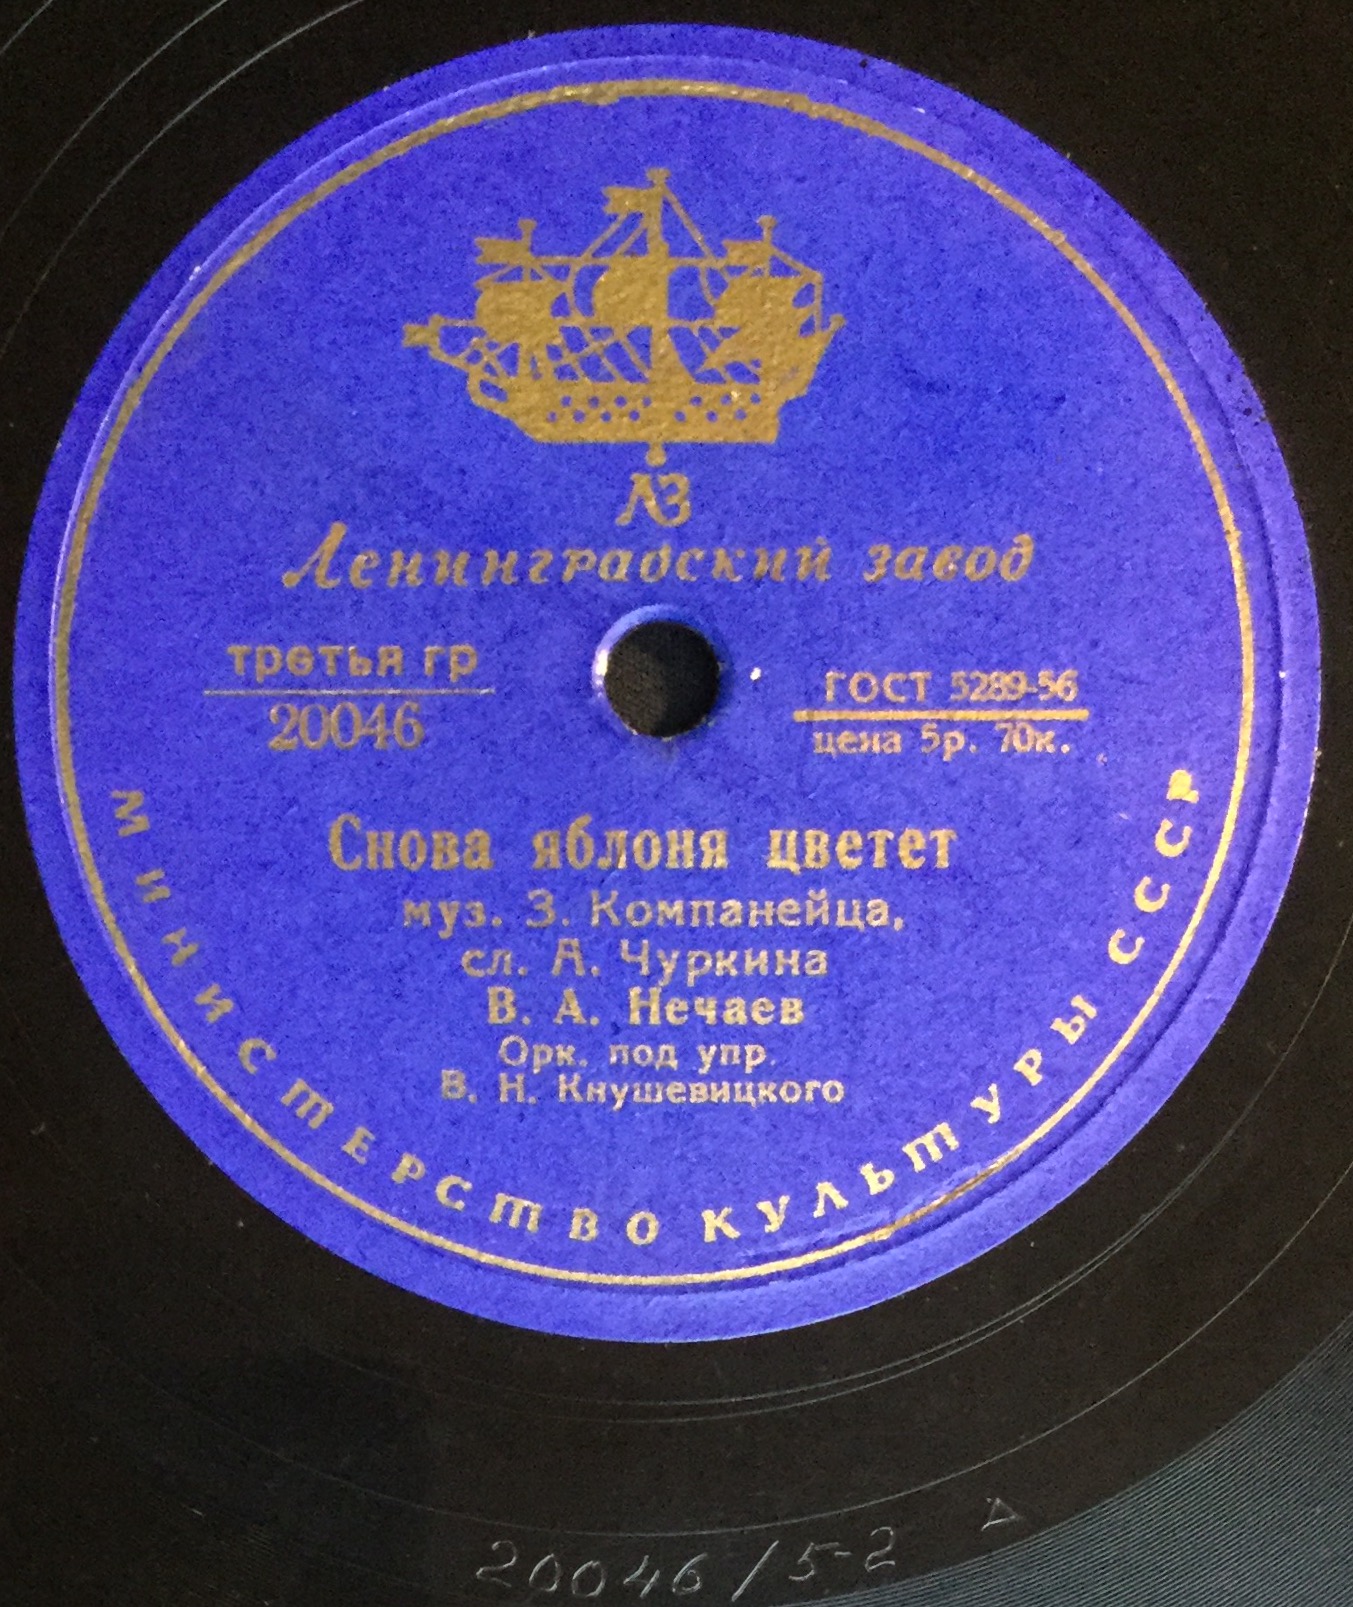 ЛЗ
Ленинградский завод
третья гр
20046
ГОСТ 5289-56
цена 5р. 70к.
Снова яблоня цветет
муз. З. Компанейца,
сл. А. Чуркина
В. А. Нечаев
Орк. под упр.
В. Н. Кнушевицкого
МИНИСТЕРСТВО КУЛЬТУРЫ СССР
20046/5-2 Δ